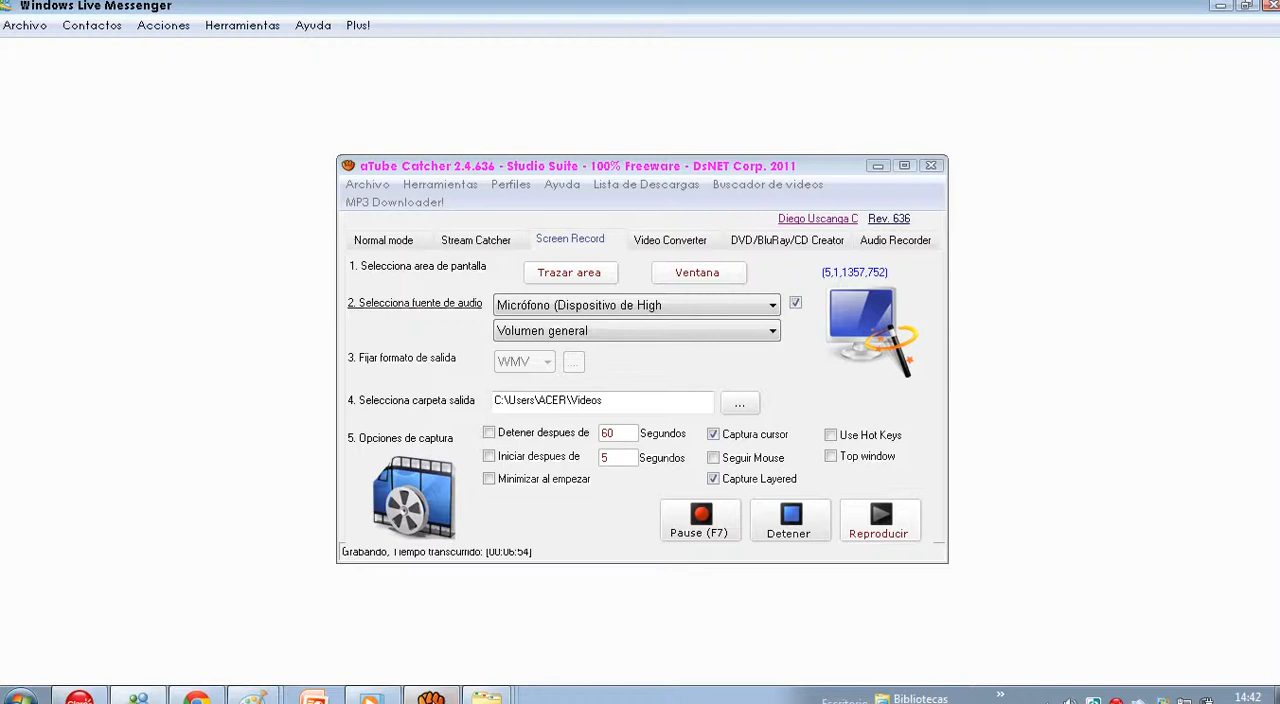 Windows Live Messenger
Archivo Contactos Acciones Herramientas Ayuda Plus!
aTube Catcher 2.4.636 - Studio Suite - 100% Freeware - DsNET Corp. 2011
Archivo Herramientas Perfiles Ayuda Lista de Descargas Buscador de videos
MP3 Downloader!
Diego Uscanga C Rev. 636
Normal mode Stream Catcher Screen Record Video Converter DVD/BluRay/CD Creator Audio Recorder
1. Selecciona area de pantalla Trazar area Ventana (5,1,1357,752)
2. Selecciona fuente de audio Micrófono (Dispositivo de High
Volumen general
3. Fijar formato de salida WMV ...
4. Selecciona carpeta salida C:\Users\ACER\Videos ...
5. Opciones de captura Detener despues de 60 Segundos Captura cursor Use Hot Keys
Iniciar despues de 5 Segundos Seguir Mouse Top window
Minimizar al empezar Capture Layered
Pause (F7) Detener Reproducir
Grabando, Tiempo transcurrido: [00:06:54]
Escritorio Bibliotecas » 14:42